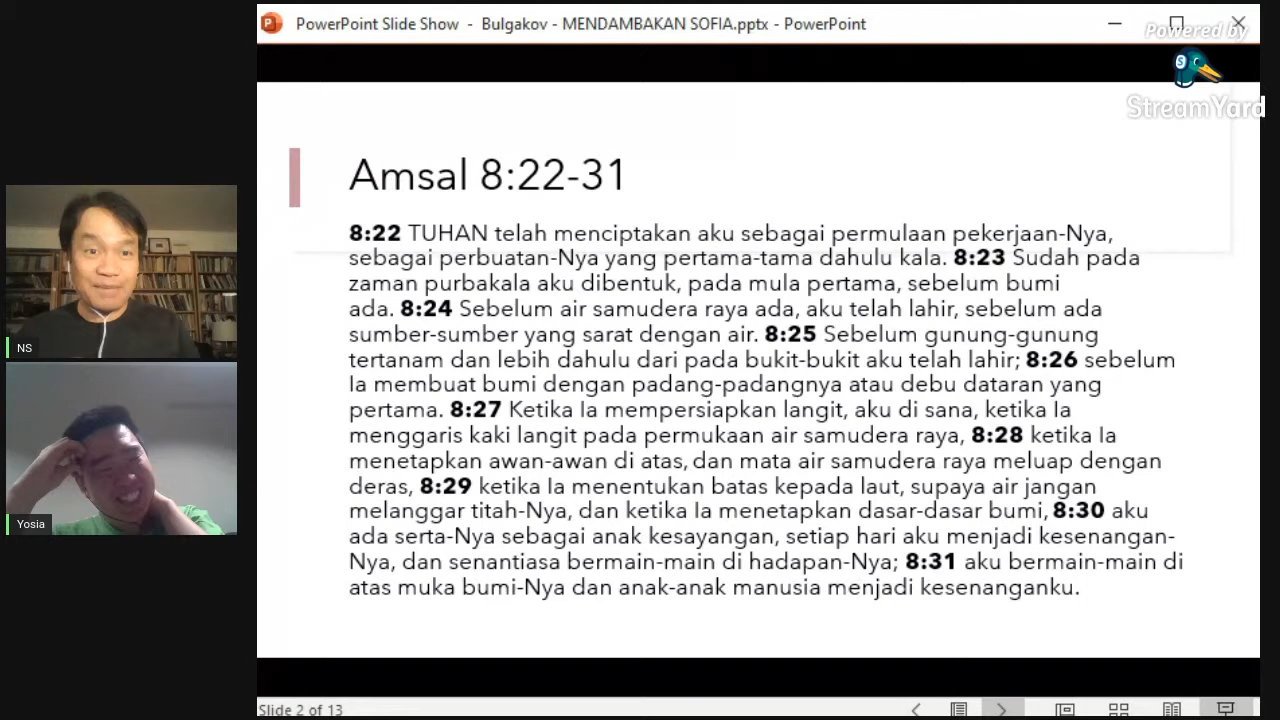 PowerPoint Slide Show - Bulgakov - MENDAMBAKAN SOFIA.pptx - PowerPoint
Powered by
StreamYard
Amsal 8:22-31
8:22 TUHAN telah menciptakan aku sebagai permulaan pekerjaan-Nya,
sebagai perbuatan-Nya yang pertama-tama dahulu kala. 8:23 Sudah pada
zaman purbakala aku dibentuk, pada mula pertama, sebelum bumi
ada. 8:24 Sebelum air samudera raya ada, aku telah lahir, sebelum ada
sumber-sumber yang sarat dengan air. 8:25 Sebelum gunung-gunung
tertanam dan lebih dahulu dari pada bukit-bukit aku telah lahir; 8:26 sebelum
Ia membuat bumi dengan padang-padangnya atau debu dataran yang
pertama. 8:27 Ketika Ia mempersiapkan langit, aku di sana, ketika Ia
menggaris kaki langit pada permukaan air samudera raya, 8:28 ketika Ia
menetapkan awan-awan di atas, dan mata air samudera raya meluap dengan
deras, 8:29 ketika Ia menentukan batas kepada laut, supaya air jangan
melanggar titah-Nya, dan ketika Ia menetapkan dasar-dasar bumi, 8:30 aku
ada serta-Nya sebagai anak kesayangan, setiap hari aku menjadi kesenangan-
Nya, dan senantiasa bermain-main di hadapan-Nya; 8:31 aku bermain-main di
atas muka bumi-Nya dan anak-anak manusia menjadi kesenanganku.
NS
Yosia
Slide 2 of 13